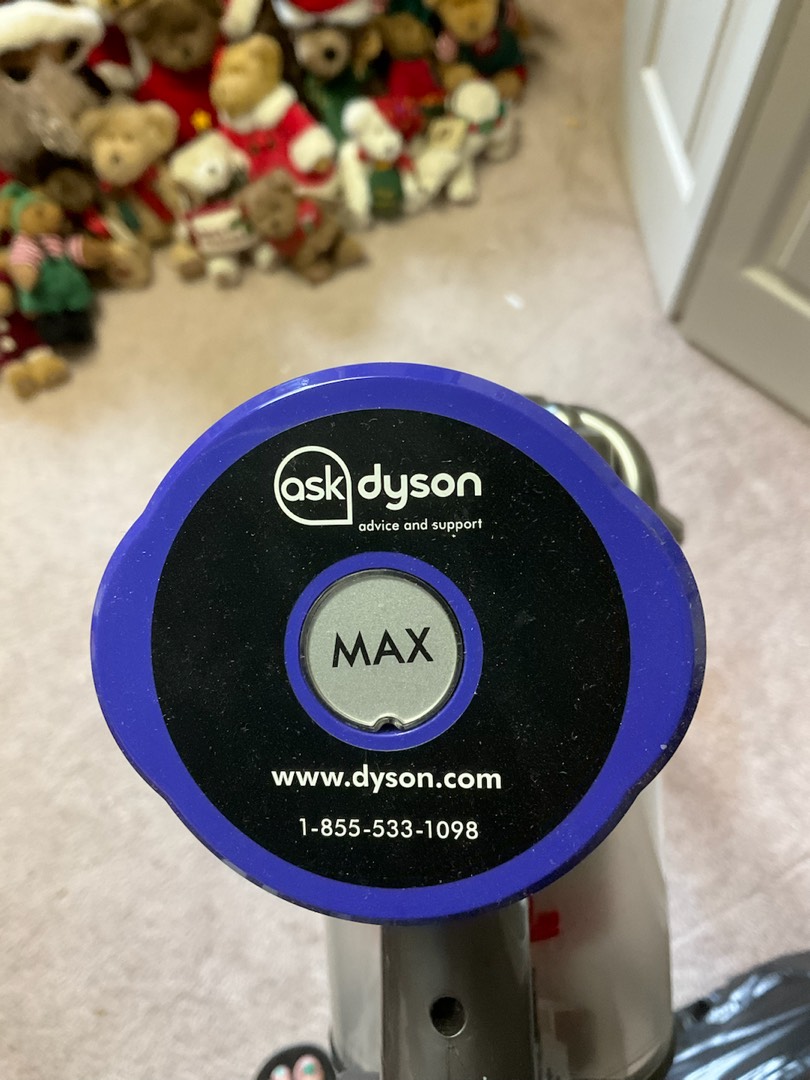 ask dyson
advice and support
MAX
www.dyson.com
1-855-533-1098